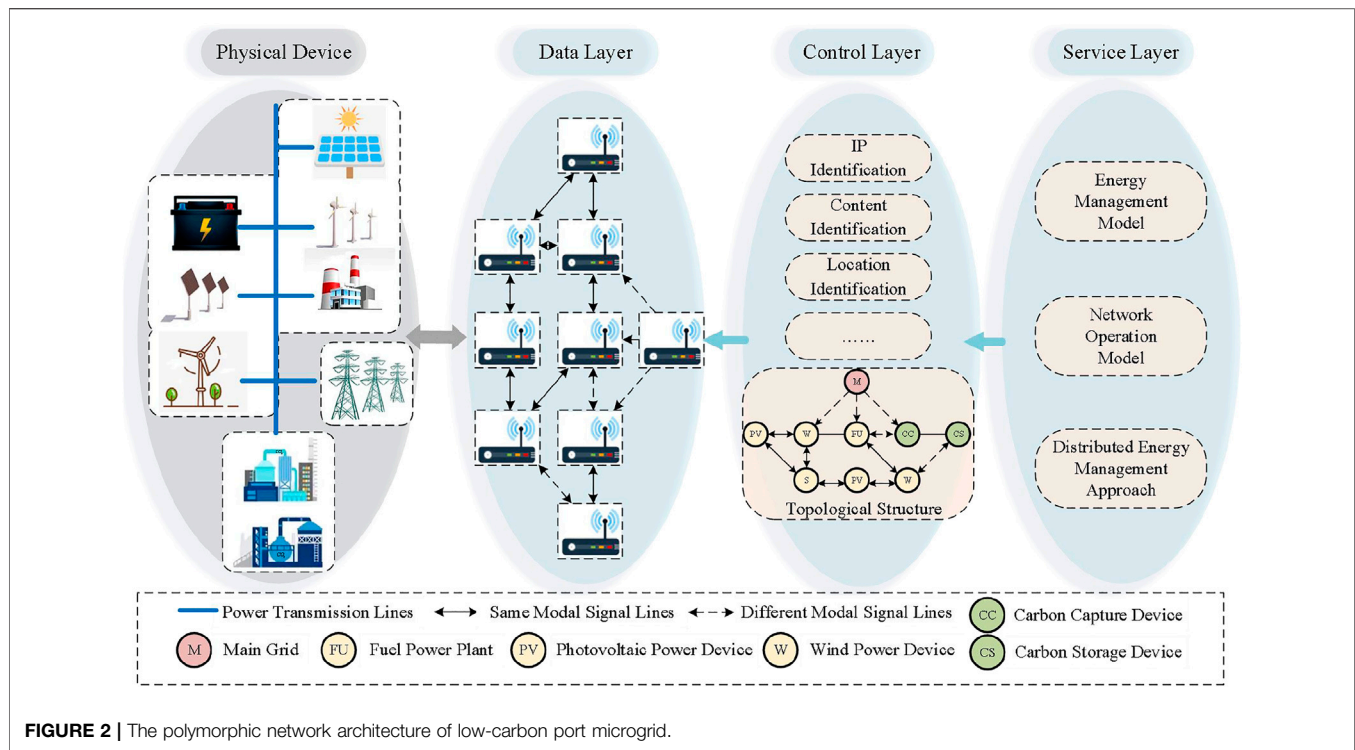 Physical Device
Data Layer
Control Layer
Service Layer
IP
Identification
Content
Identification
Location
Identification
......
Energy
Management
Model
Network
Operation
Model
Distributed Energy
Management
Approach
M
PV
W
FU
CC
CS
S
PV
W
Topological Structure
Power Transmission Lines
Same Modal Signal Lines
Different Modal Signal Lines
CC Carbon Capture Device
M Main Grid
FU Fuel Power Plant
PV Photovoltaic Power Device
W Wind Power Device
CS Carbon Storage Device
FIGURE 2 | The polymorphic network architecture of low-carbon port microgrid.